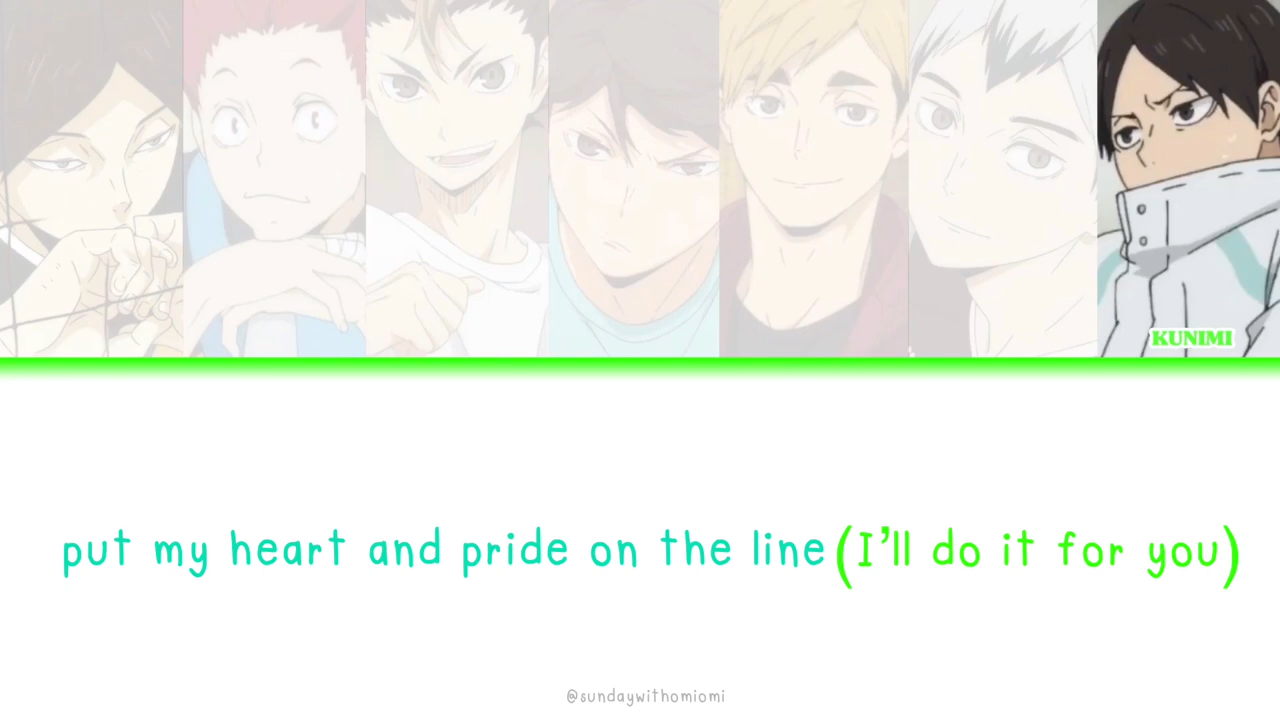 KUNIMI
put my heart and pride on the line (I'll do it for you)
@sundaywithomiomi